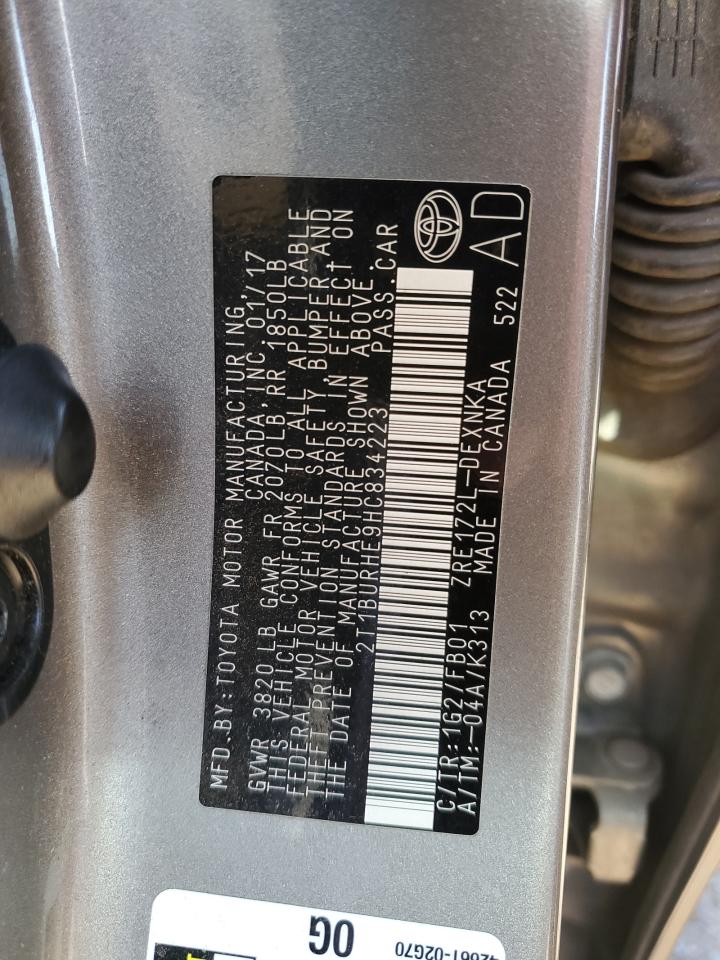 MFD. BY: TOYOTA MOTOR MANUFACTURING,
CANADA, INC. 01/17
GVWR 3820 LB GAWR FR 2070LB, RR 1850LB
THIS VEHICLE CONFORMS TO ALL APPLICABLE
FEDERAL MOTOR VEHICLE SAFETY, BUMPER, AND
THEFT PREVENTION STANDARDS IN EFFECT ON
THE DATE OF MANUFACTURE SHOWN ABOVE.
2T1BURHE9HC834223 PASS. CAR
C/TR: 1G2 /FB01 ZRE172L-DEXNKA
A/TM: -04A/K313 MADE IN CANADA 522
AD
0G
42661-02G70